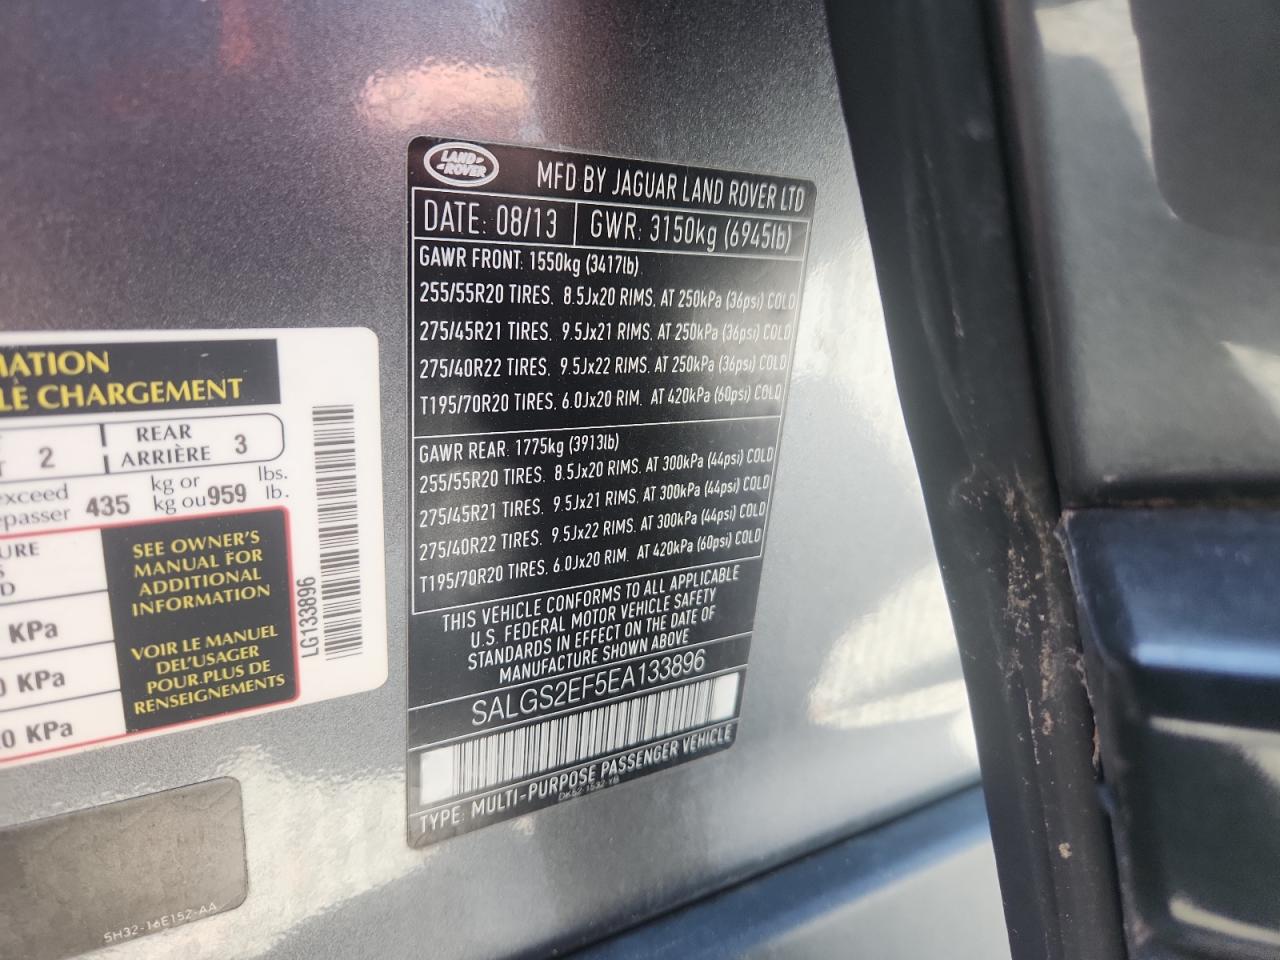 LAND
ROVER
MFD BY JAGUAR LAND ROVER LTD
DATE: 08/13 GWR: 3150kg (6945lb)
GAWR FRONT: 1550kg (3417lb)
255/55R20 TIRES. 8.5Jx20 RIMS. AT 250kPa (36psi) COLD
275/45R21 TIRES. 9.5Jx21 RIMS. AT 250kPa (36psi) COLD
275/40R22 TIRES. 9.5Jx22 RIMS. AT 250kPa (36psi) COLD
T195/70R20 TIRES. 6.0Jx20 RIM. AT 420kPa (60psi) COLD
GAWR REAR: 1775kg (3913lb)
255/55R20 TIRES. 8.5Jx20 RIMS. AT 300kPa (44psi) COLD
275/45R21 TIRES. 9.5Jx21 RIMS. AT 300kPa (44psi) COLD
275/40R22 TIRES. 9.5Jx22 RIMS. AT 300kPa (44psi) COLD
T195/70R20 TIRES. 6.0Jx20 RIM. AT 420kPa (60psi) COLD
THIS VEHICLE CONFORMS TO ALL APPLICABLE
U.S. FEDERAL MOTOR VEHICLE SAFETY
STANDARDS IN EFFECT ON THE DATE OF
MANUFACTURE SHOWN ABOVE
SALGS2EF5EA133896
TYPE: MULTI-PURPOSE PASSENGER VEHICLE
MATION
LE CHARGEMENT
T 2 REAR
ARRIÈRE 3
exceed
epasser 435 kg or
kg ou 959 lbs.
lb.
URE
S
D
KPa
0 KPa
20 KPa
SEE OWNER'S
MANUAL FOR
ADDITIONAL
INFORMATION
VOIR LE MANUEL
DEL'USAGER
POUR.PLUS DE
RENSEIGNEMENTS
LG133896
5H32-16E152-AA